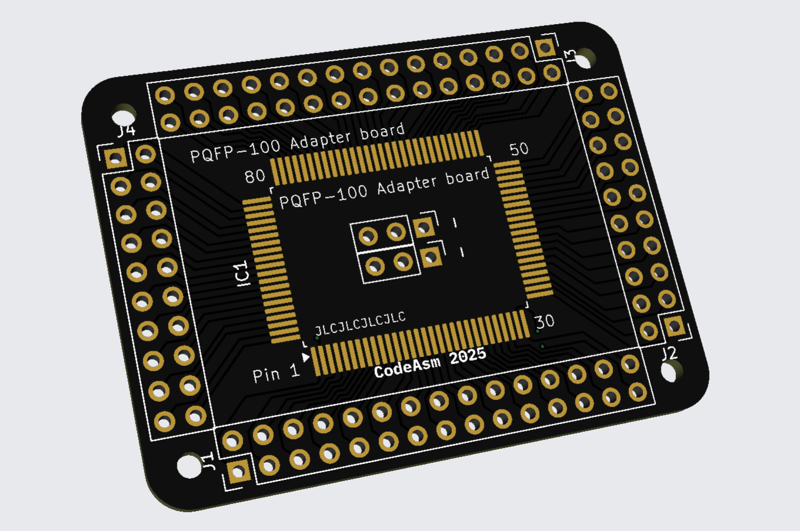 J3
J4
PQFP-100 Adapter board
80
50
PQFP-100 Adapter board
IC1
JLCJLCJLCJLC
30
Pin 1
CodeAsm 2025
J2
J1